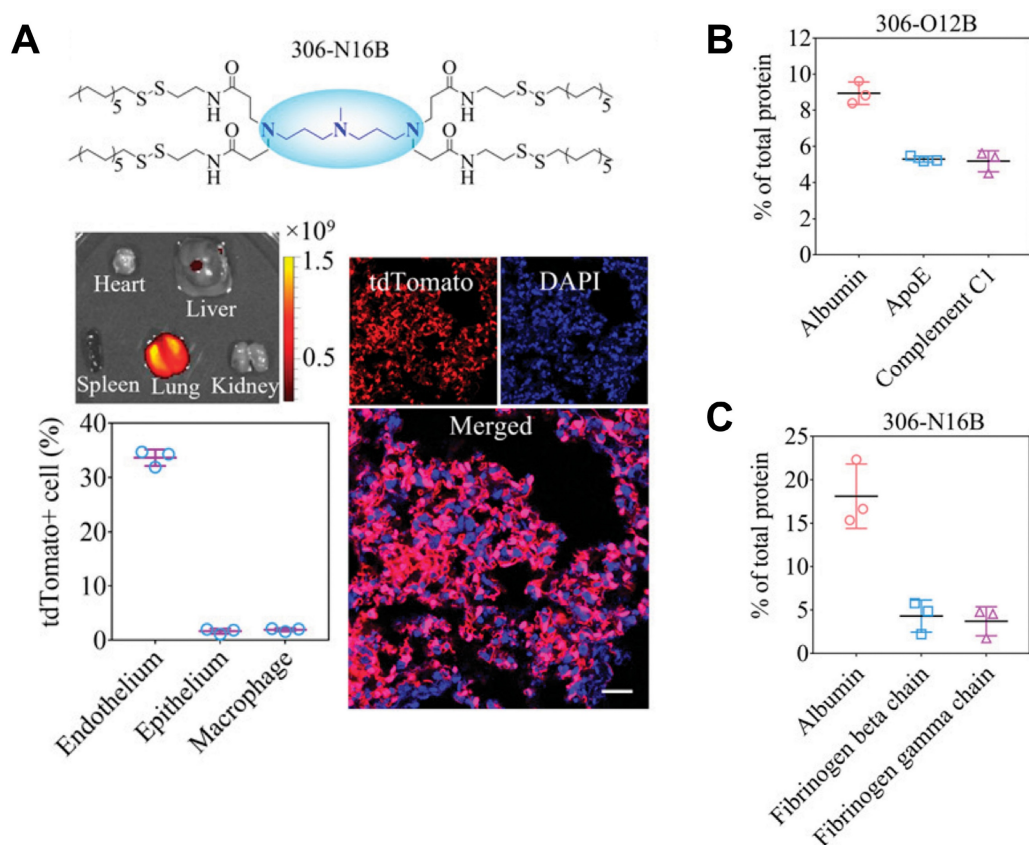 A
306-N16B
O
O
5
S
S
N
H
N
H
S
S
5
N
N
N
5
S
S
N
H
N
H
S
S
5
O
O
×10⁹
1.5
0.5
Heart
Liver
Spleen
Lung
Kidney
tdTomato
DAPI
Merged
tdTomato+ cell (%)
40
30
20
10
0
Endothelium
Epithelium
Macrophage
B
306-O12B
% of total protein
12
10
8
6
4
2
0
Albumin
ApoE
Complement C1
C
306-N16B
% of total protein
25
20
15
10
5
0
Albumin
Fibrinogen beta chain
Fibrinogen gamma chain